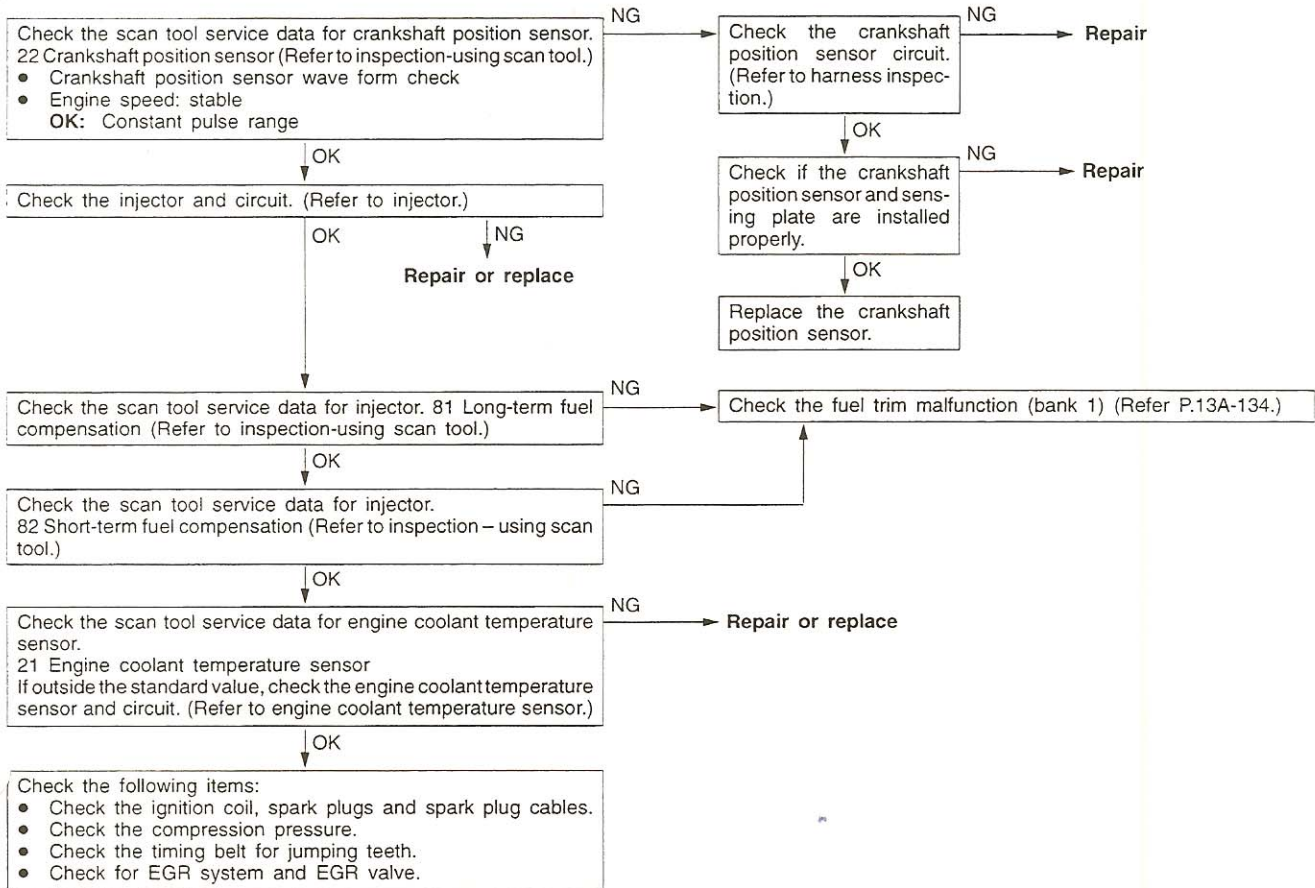 Check the scan tool service data for crankshaft position sensor.
22 Crankshaft position sensor (Refer to inspection-using scan tool.)
● Crankshaft position sensor wave form check
● Engine speed: stable
OK: Constant pulse range
NG
Check the crankshaft
position sensor circuit.
(Refer to harness inspec-
tion.)
NG
Repair
OK
OK
Check the injector and circuit. (Refer to injector.)
OK
NG
Repair or replace
Check if the crankshaft
position sensor and sens-
ing plate are installed
properly.
NG
Repair
OK
Replace the crankshaft
position sensor.
Check the scan tool service data for injector. 81 Long-term fuel
compensation (Refer to inspection-using scan tool.)
NG
Check the fuel trim malfunction (bank 1) (Refer P.13A-134.)
OK
Check the scan tool service data for injector.
82 Short-term fuel compensation (Refer to inspection – using scan
tool.)
NG
OK
Check the scan tool service data for engine coolant temperature
sensor.
21 Engine coolant temperature sensor
If outside the standard value, check the engine coolant temperature
sensor and circuit. (Refer to engine coolant temperature sensor.)
NG
Repair or replace
OK
Check the following items:
● Check the ignition coil, spark plugs and spark plug cables.
● Check the compression pressure.
● Check the timing belt for jumping teeth.
● Check for EGR system and EGR valve.